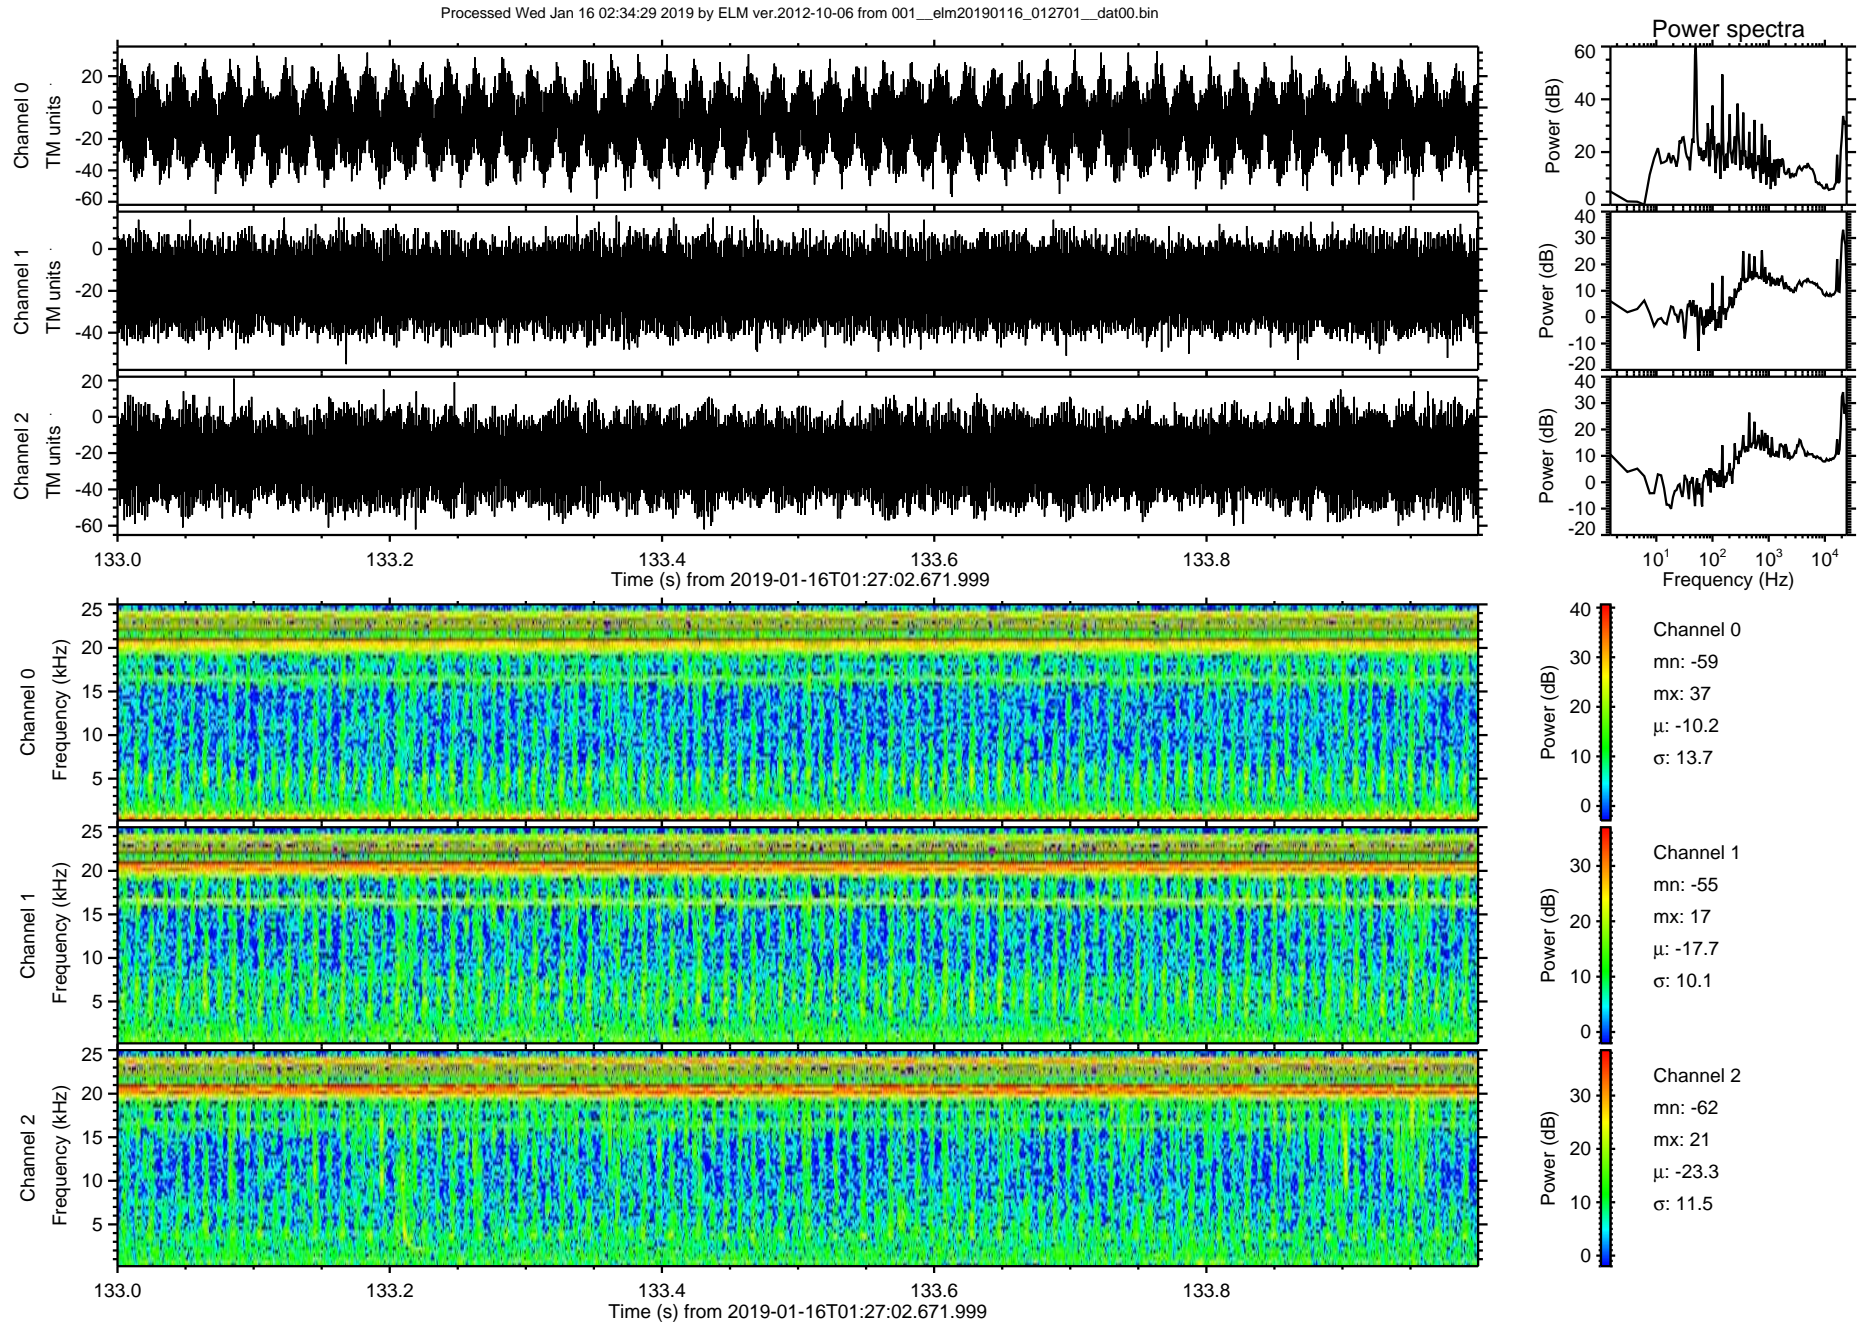 Processed Wed Jan 16 02:34:29 2019 by ELM ver.2012-10-06 from 001__elm20190116_012701__dat00.bin
Power spectra
Channel 0
TM units
20
0
-20
-40
-60
Power (dB)
60
40
20
0
Channel 1
TM units
0
-20
-40
Power (dB)
40
30
20
10
0
-10
-20
Channel 2
TM units
20
0
-20
-40
-60
Power (dB)
40
30
20
10
0
-10
-20
133.0 133.2 133.4 133.6 133.8
Time (s) from 2019-01-16T01:27:02.671.999
10^1 10^2 10^3 10^4
Frequency (Hz)
Channel 0
Frequency (kHz)
25
20
15
10
5
Power (dB)
40
30
20
10
0
Channel 0
mn: -59
mx: 37
μ: -10.2
σ: 13.7
Channel 1
Frequency (kHz)
25
20
15
10
5
Power (dB)
30
20
10
0
Channel 1
mn: -55
mx: 17
μ: -17.7
σ: 10.1
Channel 2
Frequency (kHz)
25
20
15
10
5
Power (dB)
30
20
10
0
Channel 2
mn: -62
mx: 21
μ: -23.3
σ: 11.5
133.0 133.2 133.4 133.6 133.8
Time (s) from 2019-01-16T01:27:02.671.999